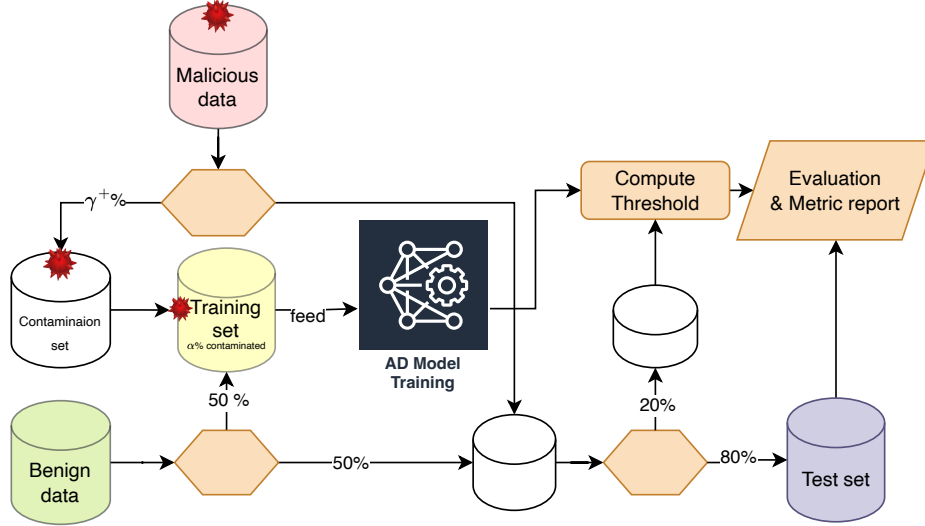 Malicious
data
γ+%
Compute
Threshold
Evaluation
& Metric report
Contaminaion
set
Training
set
α% contaminated
feed
AD Model
Training
50 %
20%
Benign
data
50%
80%
Test set